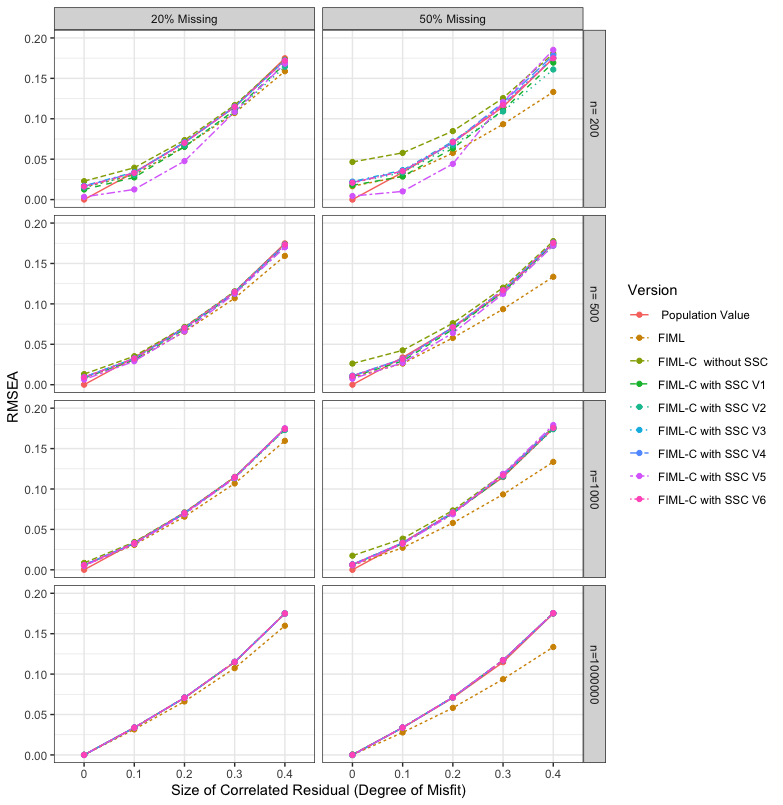 20% Missing
50% Missing
0.20
0.15
0.10
0.05
0.00
n= 200
0.20
0.15
0.10
0.05
0.00
n= 500
0.20
0.15
0.10
0.05
0.00
n=1000
0.20
0.15
0.10
0.05
0.00
n=1000000
0 0.1 0.2 0.3 0.4
0 0.1 0.2 0.3 0.4
Size of Correlated Residual (Degree of Misfit)
RMSEA
Version
Population Value
FIML
FIML-C without SSC
FIML-C with SSC V1
FIML-C with SSC V2
FIML-C with SSC V3
FIML-C with SSC V4
FIML-C with SSC V5
FIML-C with SSC V6